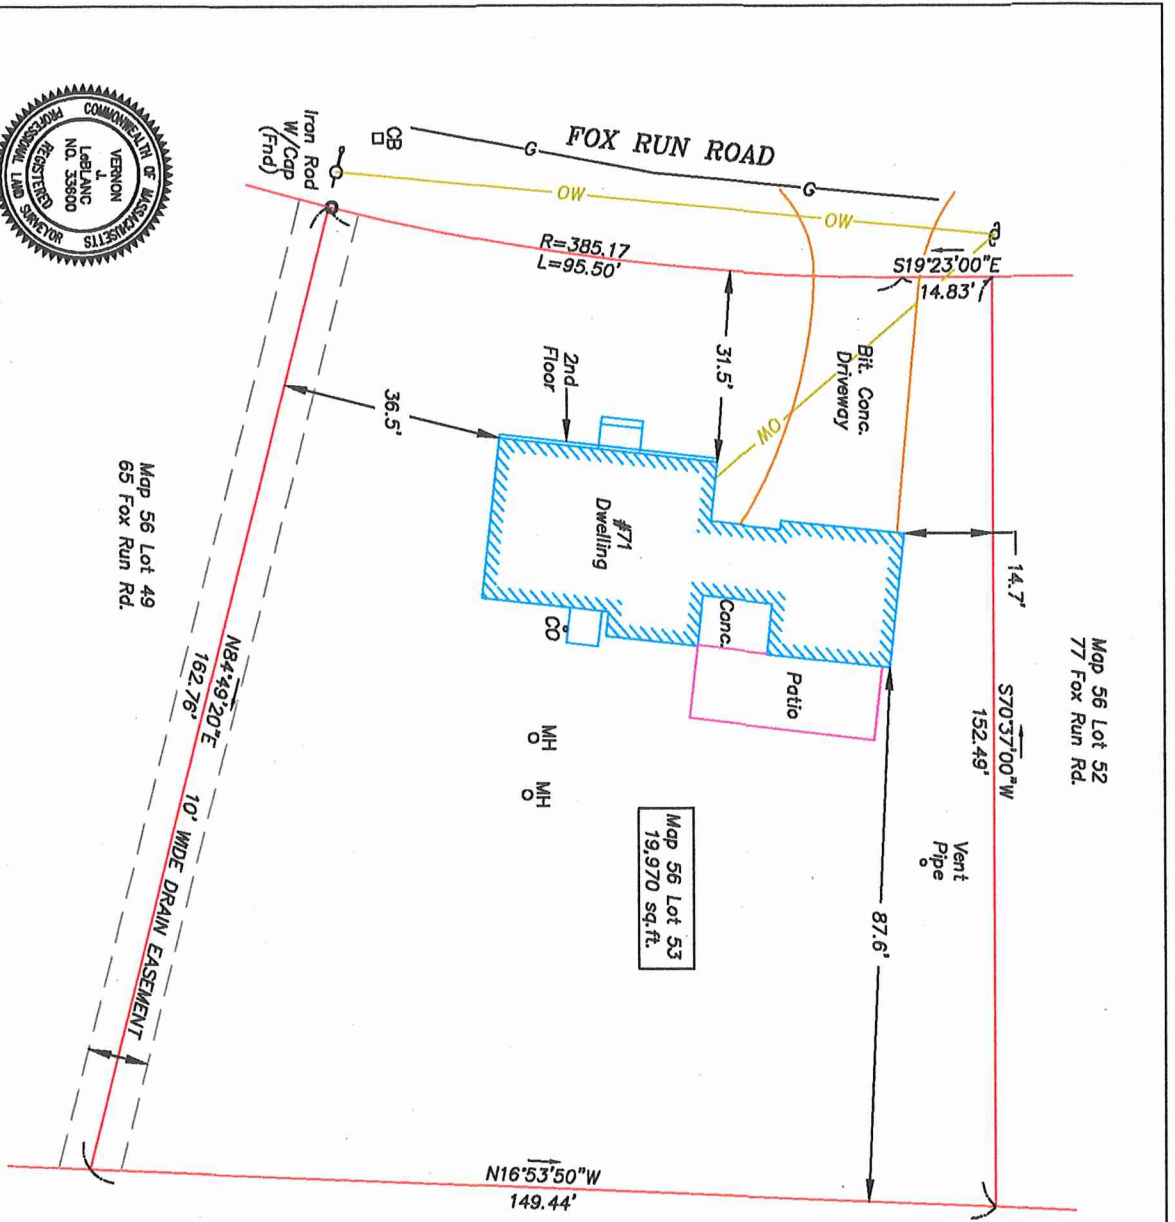 FOX RUN ROAD
G
G
OW
OW
OW
CB
Iron Rod
W/Cap
(Fnd)
R=385.17
L=95.50'
S19°23'00"E
14.83'
Bit. Conc.
Driveway
31.5'
2nd
Floor
36.5'
14.7'
#71
Dwelling
Conc.
Patio
CO
MH
MH
Map 56 Lot 52
77 Fox Run Rd.
S70°37'00"W
152.49'
Vent
Pipe
87.6'
Map 56 Lot 53
19,970 sq.ft.
Map 56 Lot 49
65 Fox Run Rd.
N84°49'20"E
162.76'
10' WIDE DRAIN EASEMENT
N16°53'50"W
149.44'
COMMONWEALTH OF MASSACHUSETTS
VERNON
J.
LeBLANC
NO. 33600
REGISTERED
PROFESSIONAL LAND SURVEYOR